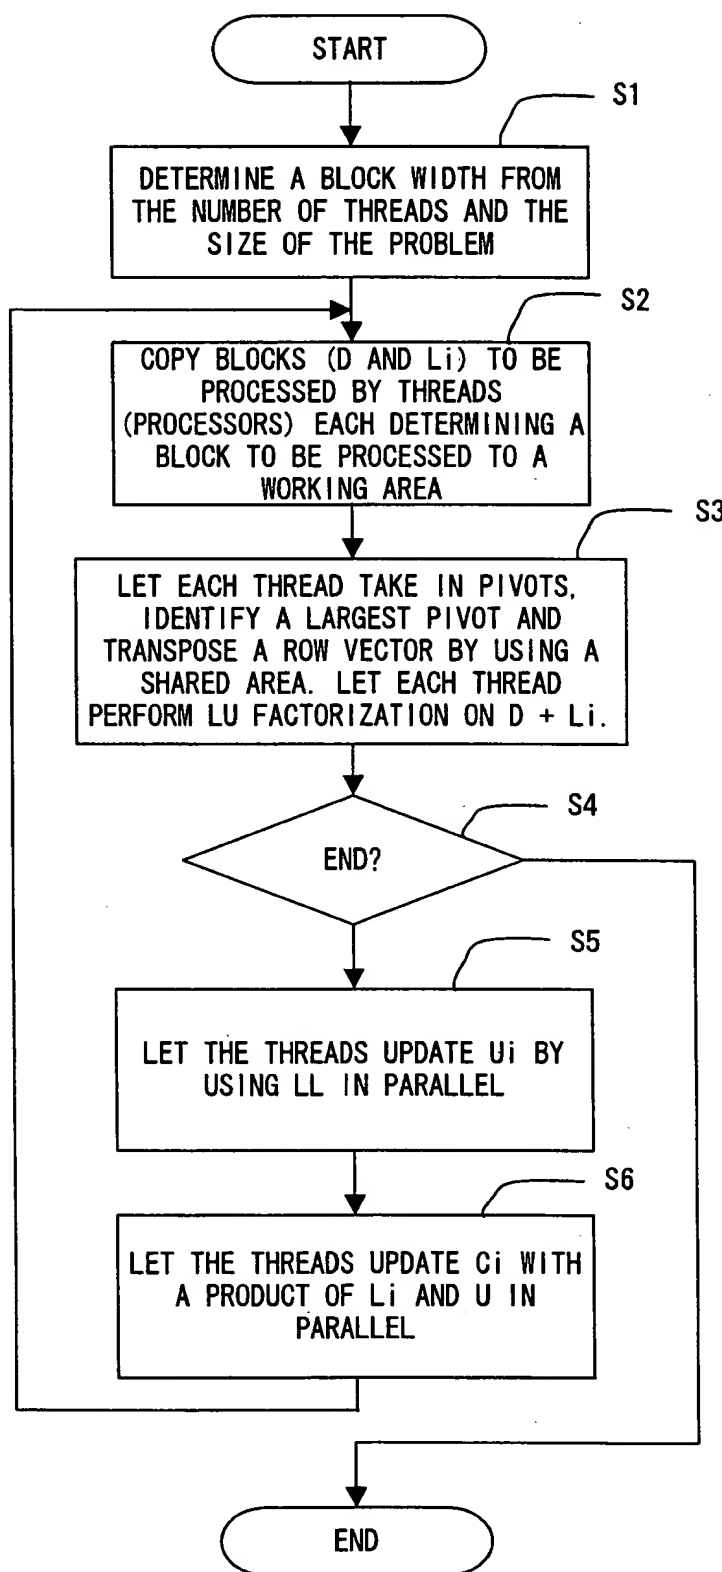 START
S1
DETERMINE A BLOCK WIDTH FROM
THE NUMBER OF THREADS AND THE
SIZE OF THE PROBLEM
S2
COPY BLOCKS (D AND Li) TO BE
PROCESSED BY THREADS
(PROCESSORS) EACH DETERMINING A
BLOCK TO BE PROCESSED TO A
WORKING AREA
S3
LET EACH THREAD TAKE IN PIVOTS,
IDENTIFY A LARGEST PIVOT AND
TRANSPOSE A ROW VECTOR BY USING A
SHARED AREA. LET EACH THREAD
PERFORM LU FACTORIZATION ON D + Li.
S4
END?
S5
LET THE THREADS UPDATE Ui BY
USING LL IN PARALLEL
S6
LET THE THREADS UPDATE Ci WITH
A PRODUCT OF Li AND U IN
PARALLEL
END